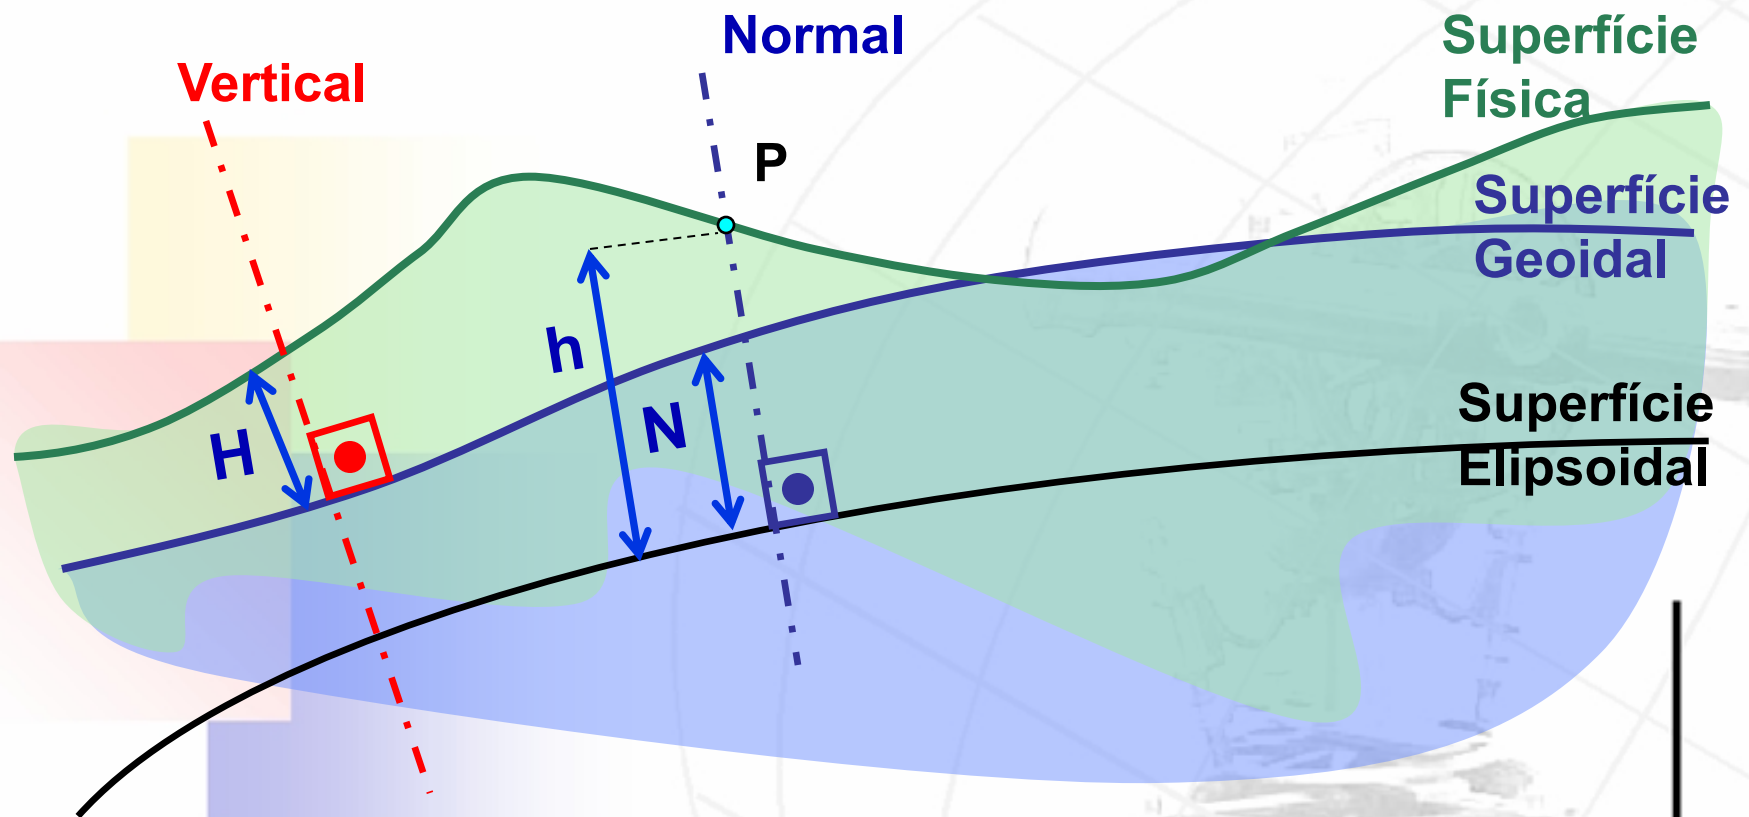 Normal
Superfície
Física
Vertical
P
Superfície
Geoidal
h
N
H
Superfície
Elipsoidal